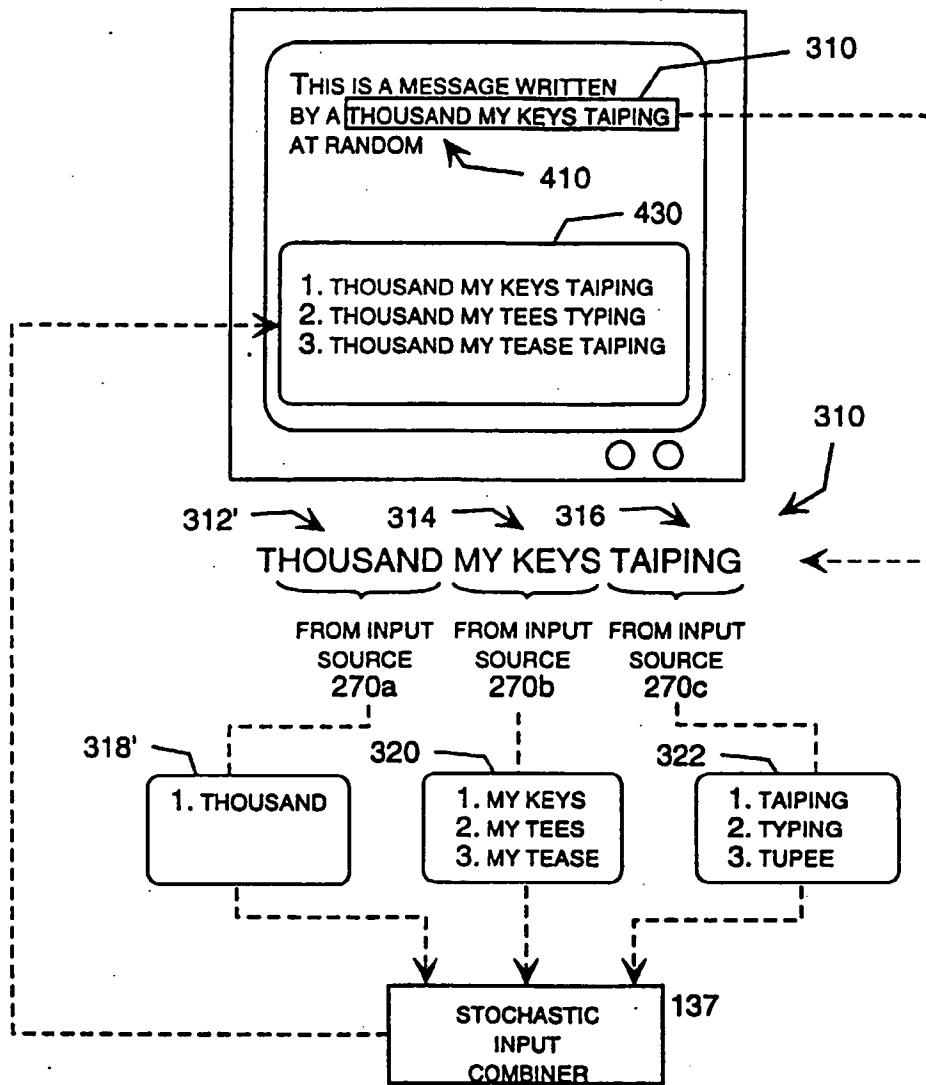 310
THIS IS A MESSAGE WRITTEN
BY A THOUSAND MY KEYS TAIPING
AT RANDOM
410
430
1. THOUSAND MY KEYS TAIPING
2. THOUSAND MY TEES TYPING
3. THOUSAND MY TEASE TAIPING
310
312' 314 316
THOUSAND MY KEYS TAIPING
FROM INPUT FROM INPUT FROM INPUT
SOURCE SOURCE SOURCE
270a 270b 270c
318' 320 322
1. THOUSAND 1. MY KEYS 1. TAIPING
2. MY TEES 2. TYPING
3. MY TEASE 3. TUPEE
137
STOCHASTIC
INPUT
COMBINER